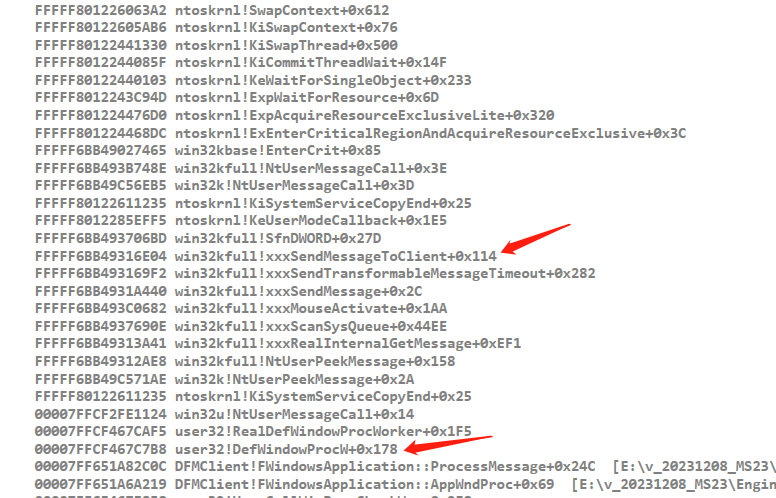 FFFFF801226063A2 ntoskrnl!SwapContext+0x612
FFFFF80122605AB6 ntoskrnl!KiSwapContext+0x76
FFFFF80122441330 ntoskrnl!KiSwapThread+0x500
FFFFF8012244085F ntoskrnl!KiCommitThreadWait+0x14F
FFFFF80122440103 ntoskrnl!KeWaitForSingleObject+0x233
FFFFF8012243C94D ntoskrnl!ExpWaitForResource+0x6D
FFFFF801224476D0 ntoskrnl!ExpAcquireResourceExclusiveLite+0x320
FFFFF801224468DC ntoskrnl!ExEnterCriticalRegionAndAcquireResourceExclusive+0x3C
FFFFF6BB49027465 win32kbase!EnterCrit+0x85
FFFFF6BB493B748E win32kfull!NtUserMessageCall+0x3E
FFFFF6BB49C56EB5 win32k!NtUserMessageCall+0x3D
FFFFF80122611235 ntoskrnl!KiSystemServiceCopyEnd+0x25
FFFFF8012285EFF5 ntoskrnl!KeUserModeCallback+0x1E5
FFFFF6BB493706BD win32kfull!SfnDWORD+0x27D
FFFFF6BB49316E04 win32kfull!xxxSendMessageToClient+0x114
FFFFF6BB493169F2 win32kfull!xxxSendTransformableMessageTimeout+0x282
FFFFF6BB4931A440 win32kfull!xxxSendMessage+0x2C
FFFFF6BB493C0682 win32kfull!xxxMouseActivate+0x1AA
FFFFF6BB4937690E win32kfull!xxxScanSysQueue+0x44EE
FFFFF6BB49313A41 win32kfull!xxxRealInternalGetMessage+0xEF1
FFFFF6BB49312AE8 win32kfull!NtUserPeekMessage+0x158
FFFFF6BB49C571AE win32k!NtUserPeekMessage+0x2A
FFFFF80122611235 ntoskrnl!KiSystemServiceCopyEnd+0x25
00007FFCF2FE1124 win32u!NtUserMessageCall+0x14
00007FFCF467CAF5 user32!RealDefWindowProcWorker+0x1F5
00007FFCF467C7B8 user32!DefWindowProcW+0x178
00007FF651A82C0C DFMClient!FWindowsApplication::ProcessMessage+0x24C [E:\v_20231208_MS23\
00007FF651A6A219 DFMClient!FWindowsApplication::AppWndProc+0x69 [E:\v_20231208_MS23\Engin